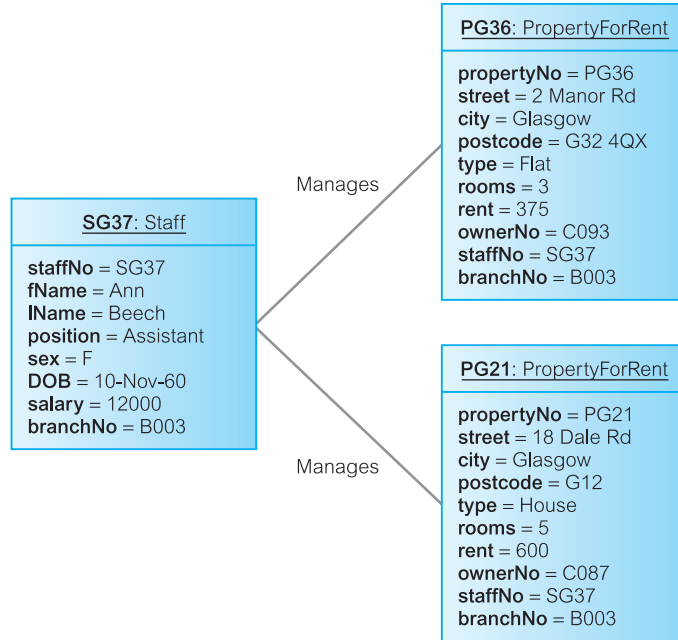 PG36: PropertyForRent
propertyNo = PG36
street = 2 Manor Rd
city = Glasgow
postcode = G32 4QX
type = Flat
rooms = 3
rent = 375
ownerNo = C093
staffNo = SG37
branchNo = B003
Manages
SG37: Staff
staffNo = SG37
fName = Ann
lName = Beech
position = Assistant
sex = F
DOB = 10-Nov-60
salary = 12000
branchNo = B003
Manages
PG21: PropertyForRent
propertyNo = PG21
street = 18 Dale Rd
city = Glasgow
postcode = G12
type = House
rooms = 5
rent = 600
ownerNo = C087
staffNo = SG37
branchNo = B003